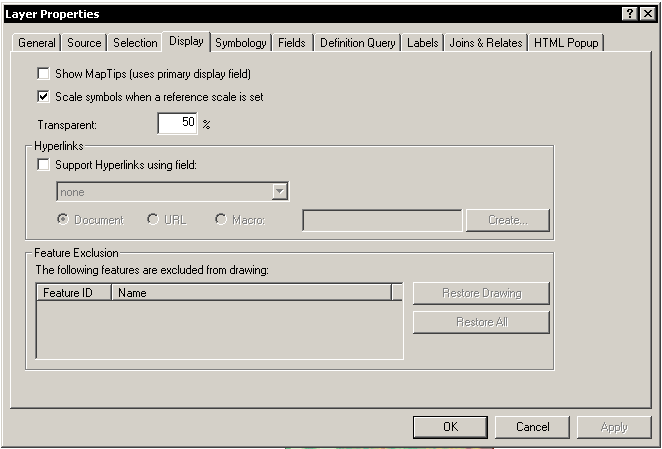 Layer Properties
General Source Selection Display Symbology Fields Definition Query Labels Joins & Relates HTML Popup
Show MapTips (uses primary display field)
Scale symbols when a reference scale is set
Transparent: 50 %
Hyperlinks
Support Hyperlinks using field:
none
Document URL Macro: Create...
Feature Exclusion
The following features are excluded from drawing:
Feature ID Name
Restore Drawing
Restore All
OK Cancel Apply